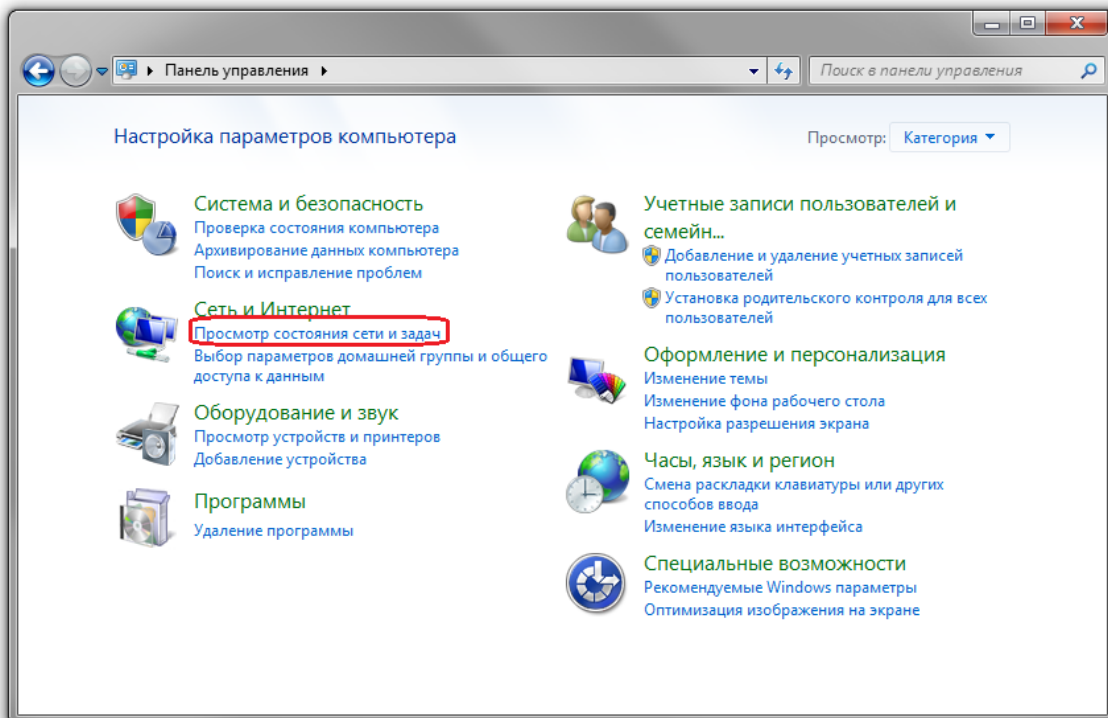 Панель управления
Поиск в панели управления
Настройка параметров компьютера
Просмотр: Категория
Система и безопасность
Проверка состояния компьютера
Архивирование данных компьютера
Поиск и исправление проблем
Сеть и Интернет
Просмотр состояния сети и задач
Выбор параметров домашней группы и общего
доступа к данным
Оборудование и звук
Просмотр устройств и принтеров
Добавление устройства
Программы
Удаление программы
Учетные записи пользователей и
семейн...
Добавление и удаление учетных записей
пользователей
Установка родительского контроля для всех
пользователей
Оформление и персонализация
Изменение темы
Изменение фона рабочего стола
Настройка разрешения экрана
Часы, язык и регион
Смена раскладки клавиатуры или других
способов ввода
Изменение языка интерфейса
Специальные возможности
Рекомендуемые Windows параметры
Оптимизация изображения на экране